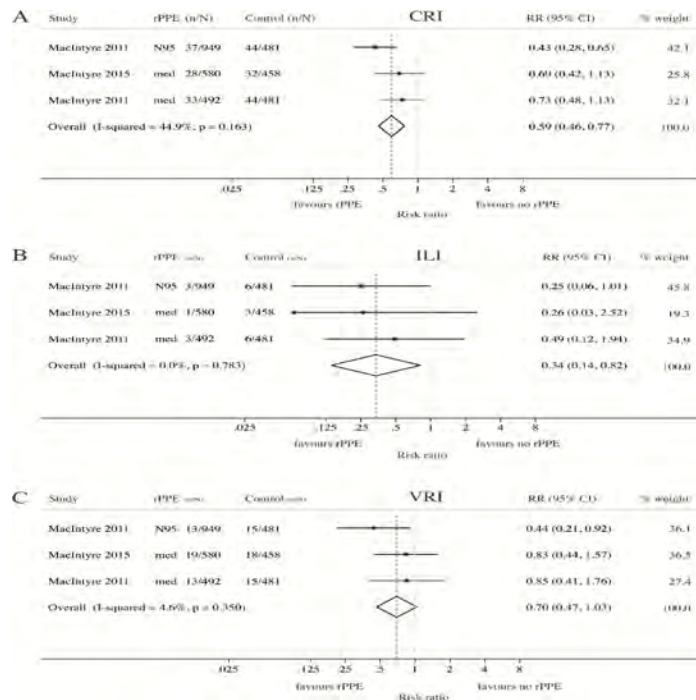 A CRI
Study rPPE (n/N) Control (n/N) RR (95% CI) % weight
MacIntyre 2011 N95 37/949 44/481 0.43 (0.28, 0.65) 42.1
MacIntyre 2015 med 28/580 32/458 0.69 (0.42, 1.13) 25.8
MacIntyre 2011 med 33/492 44/481 0.73 (0.48, 1.13) 32.1
Overall (I-squared = 44.9%, p = 0.163) 0.59 (0.46, 0.77) 100.0
.025 .125 .25 .5 1 2 4 8
favours rPPE favours no rPPE
Risk ratio
B ILI
Study rPPE Control RR (95% CI) % weight
MacIntyre 2011 N95 3/949 6/481 0.25 (0.06, 1.01) 45.8
MacIntyre 2015 med 1/580 3/458 0.26 (0.03, 2.52) 19.3
MacIntyre 2011 med 3/492 6/481 0.49 (0.12, 1.94) 34.9
Overall (I-squared = 0.0%, p = 0.783) 0.34 (0.14, 0.82) 100.0
.025 .125 .25 .5 1 2 4 8
favours rPPE favours no rPPE
Risk ratio
C VRI
Study rPPE Control RR (95% CI) % weight
MacIntyre 2011 N95 13/949 15/481 0.44 (0.21, 0.92) 36.1
MacIntyre 2015 med 19/580 18/458 0.83 (0.44, 1.57) 36.5
MacIntyre 2011 med 13/492 15/481 0.85 (0.41, 1.76) 27.4
Overall (I-squared = 4.6%, p = 0.350) 0.70 (0.47, 1.03) 100.0
.025 .125 .25 .5 1 2 4 8
favours rPPE favours no rPPE
Risk ratio